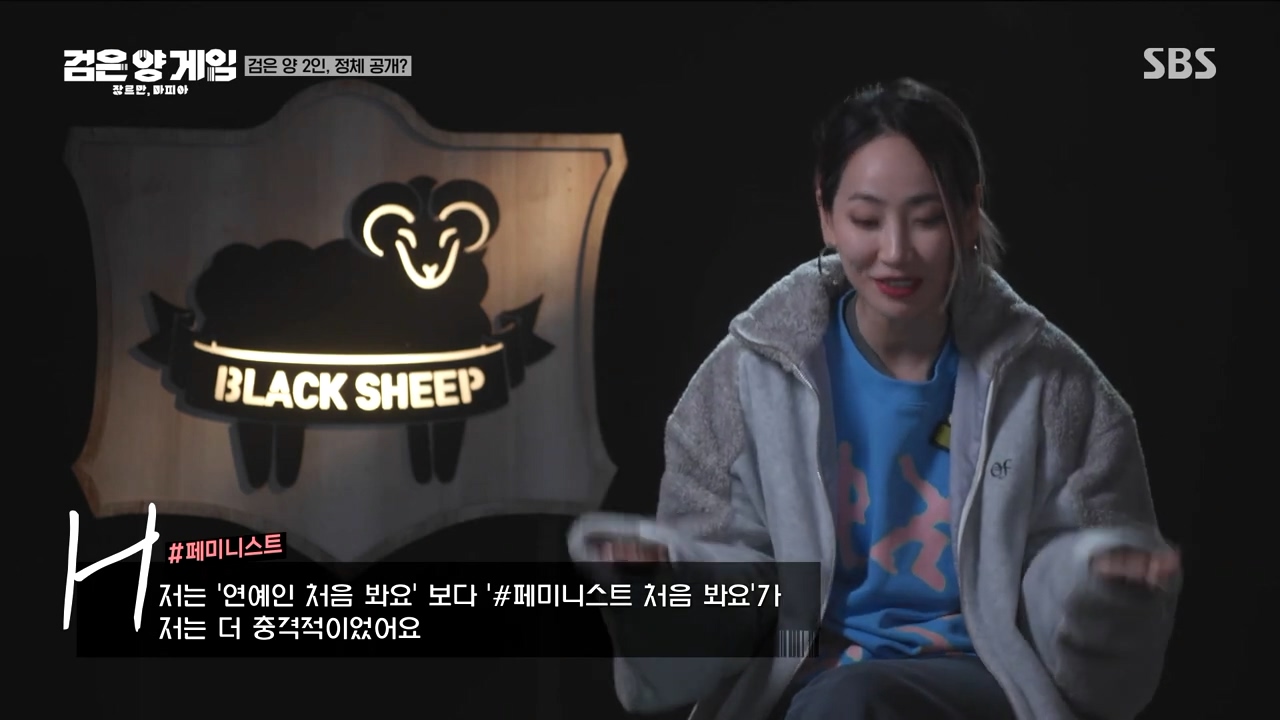 검은 양 게임
장르만, 마피아
검은 양 2인, 정체 공개?
SBS
BLACK SHEEP
H
#페미니스트
저는 '연예인 처음 봐요' 보다 '#페미니스트 처음 봐요'가
저는 더 충격적이었어요